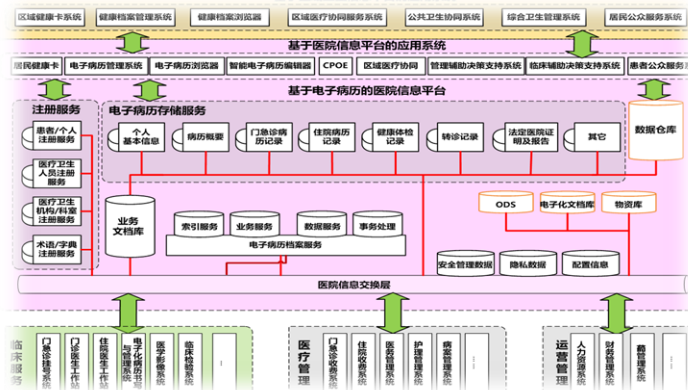 区域健康卡系统 健康档案管理系统 健康档案浏览器 区域医疗协同服务系统 公共卫生协同系统 综合卫生管理系统 居民公众服务系统
基于医院信息平台的应用系统
居民健康卡 电子病历管理系统 电子病历浏览器 智能电子病历编辑器 CPOE 区域医疗协同 管理辅助决策支持系统 临床辅助决策支持系统 患者公众服务
基于电子病历的医院信息平台
注册服务
患者/个人
注册服务
医疗卫生
人员注册
服务
医疗卫生
机构/科室
注册服务
术语/字典
注册服务
电子病历存储服务
个人
基本信息
病历概要
门急诊病
历记录
住院病历
记录
健康体检
记录
转诊记录
法定医院证
明及报告
其它
数据仓库
业务
文档库
索引服务 业务服务 数据服务 事务处理
电子病历档案服务
ODS 电子化文档库 物资库
安全管理数据 隐私数据 配置信息
医院信息交换层
临床服务
门急诊挂号系统
门诊医生工作站
住院医生工作站
电子化病历书写
与管理系统
医学影像系统
临床检验系统
...
医疗管理
门急诊收费系统
住院收费系统
医务管理系统
护理管理系统
病案管理系统
...
运营管理
人力资源系统
财务管理系统
药管理系统
...